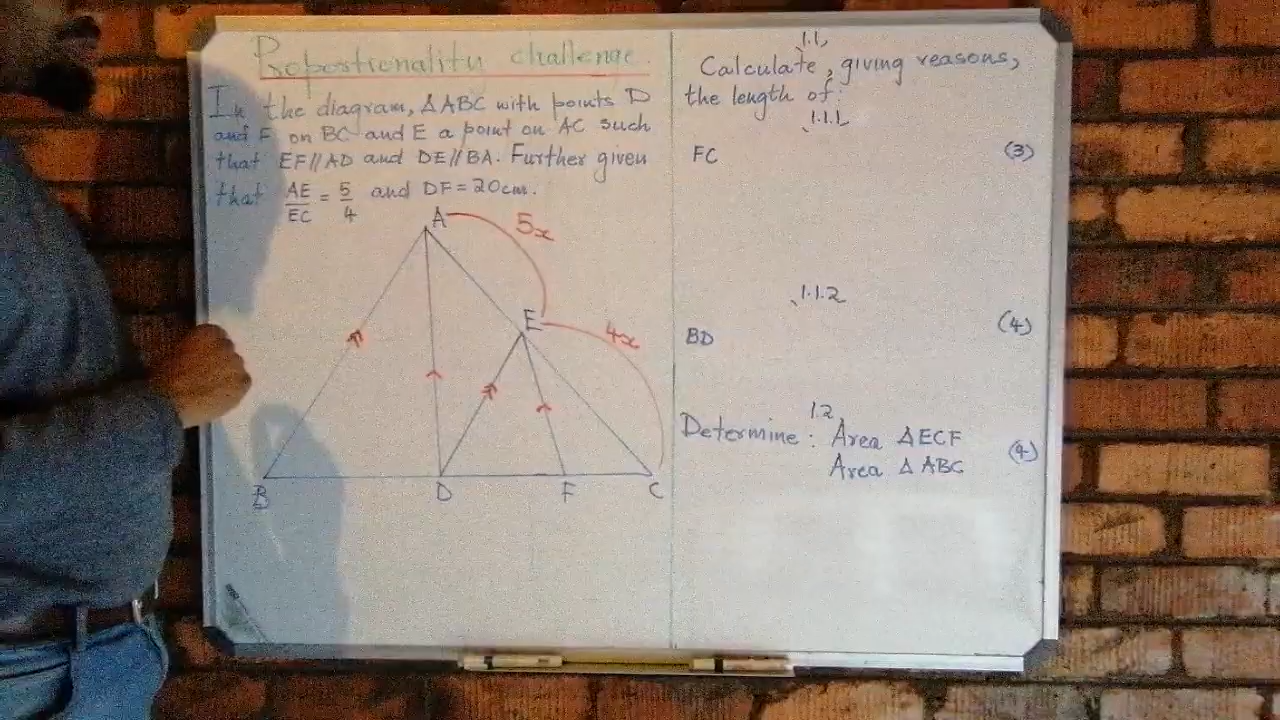 Proportionality challenge.
In the diagram, ΔABC with points D
and F on BC and E a point on AC such
that EF//AD and DE//BA. Further given
that AE/EC = 5/4 and DF = 20cm.
A
5x
E
4x
B
D
F
C
1.1.
Calculate, giving reasons,
the length of:
1.1.1.
FC (3)
1.1.2
BD (4)
1.2.
Determine: Area ΔECF
Area ΔABC (4)